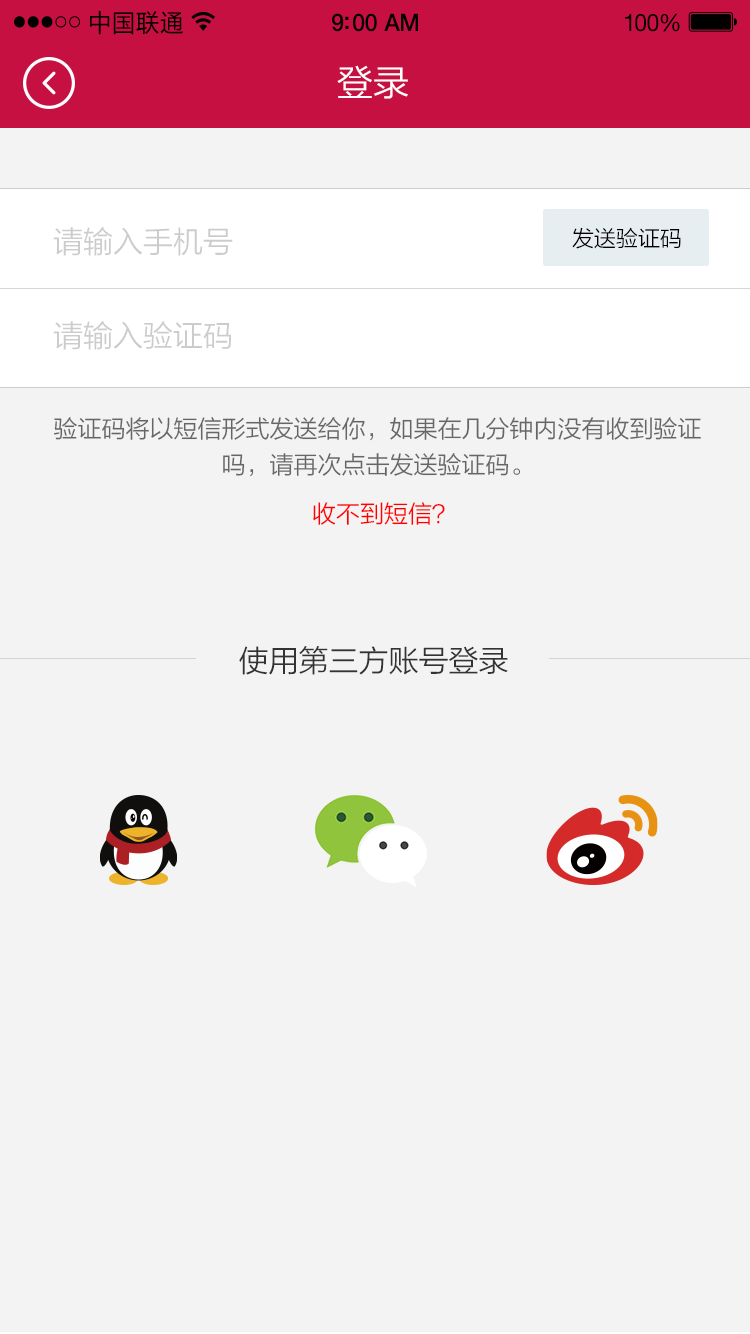 中国联通 9:00 AM 100%
登录
请输入手机号 发送验证码
请输入验证码
验证码将以短信形式发送给你，如果在几分钟内没有收到验证
吗，请再次点击发送验证码。
收不到短信?
使用第三方账号登录